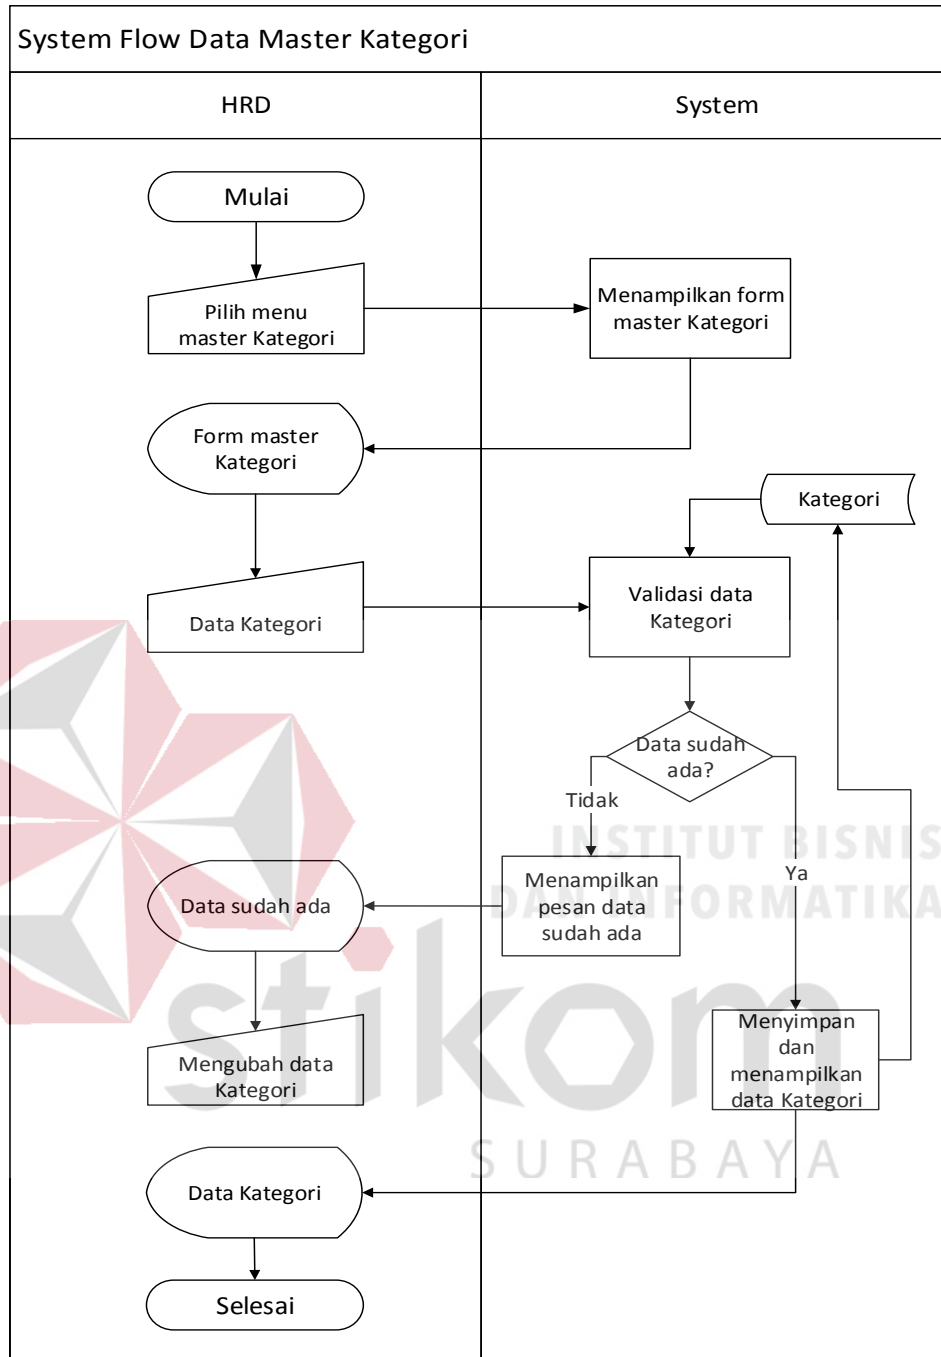 System Flow Data Master Kategori
HRD
System
Mulai
Pilih menu
master Kategori
Menampilkan form
master Kategori
Form master
Kategori
Kategori
Data Kategori
Validasi data
Kategori
Data sudah
ada?
Tidak
Ya
INSTITUT BISNIS
DAN INFORMATIKA
Data sudah ada
Menampilkan
pesan data
sudah ada
stikom
Mengubah data
Kategori
Menyimpan
dan
menampilkan
data Kategori
SURABAYA
Data Kategori
Selesai